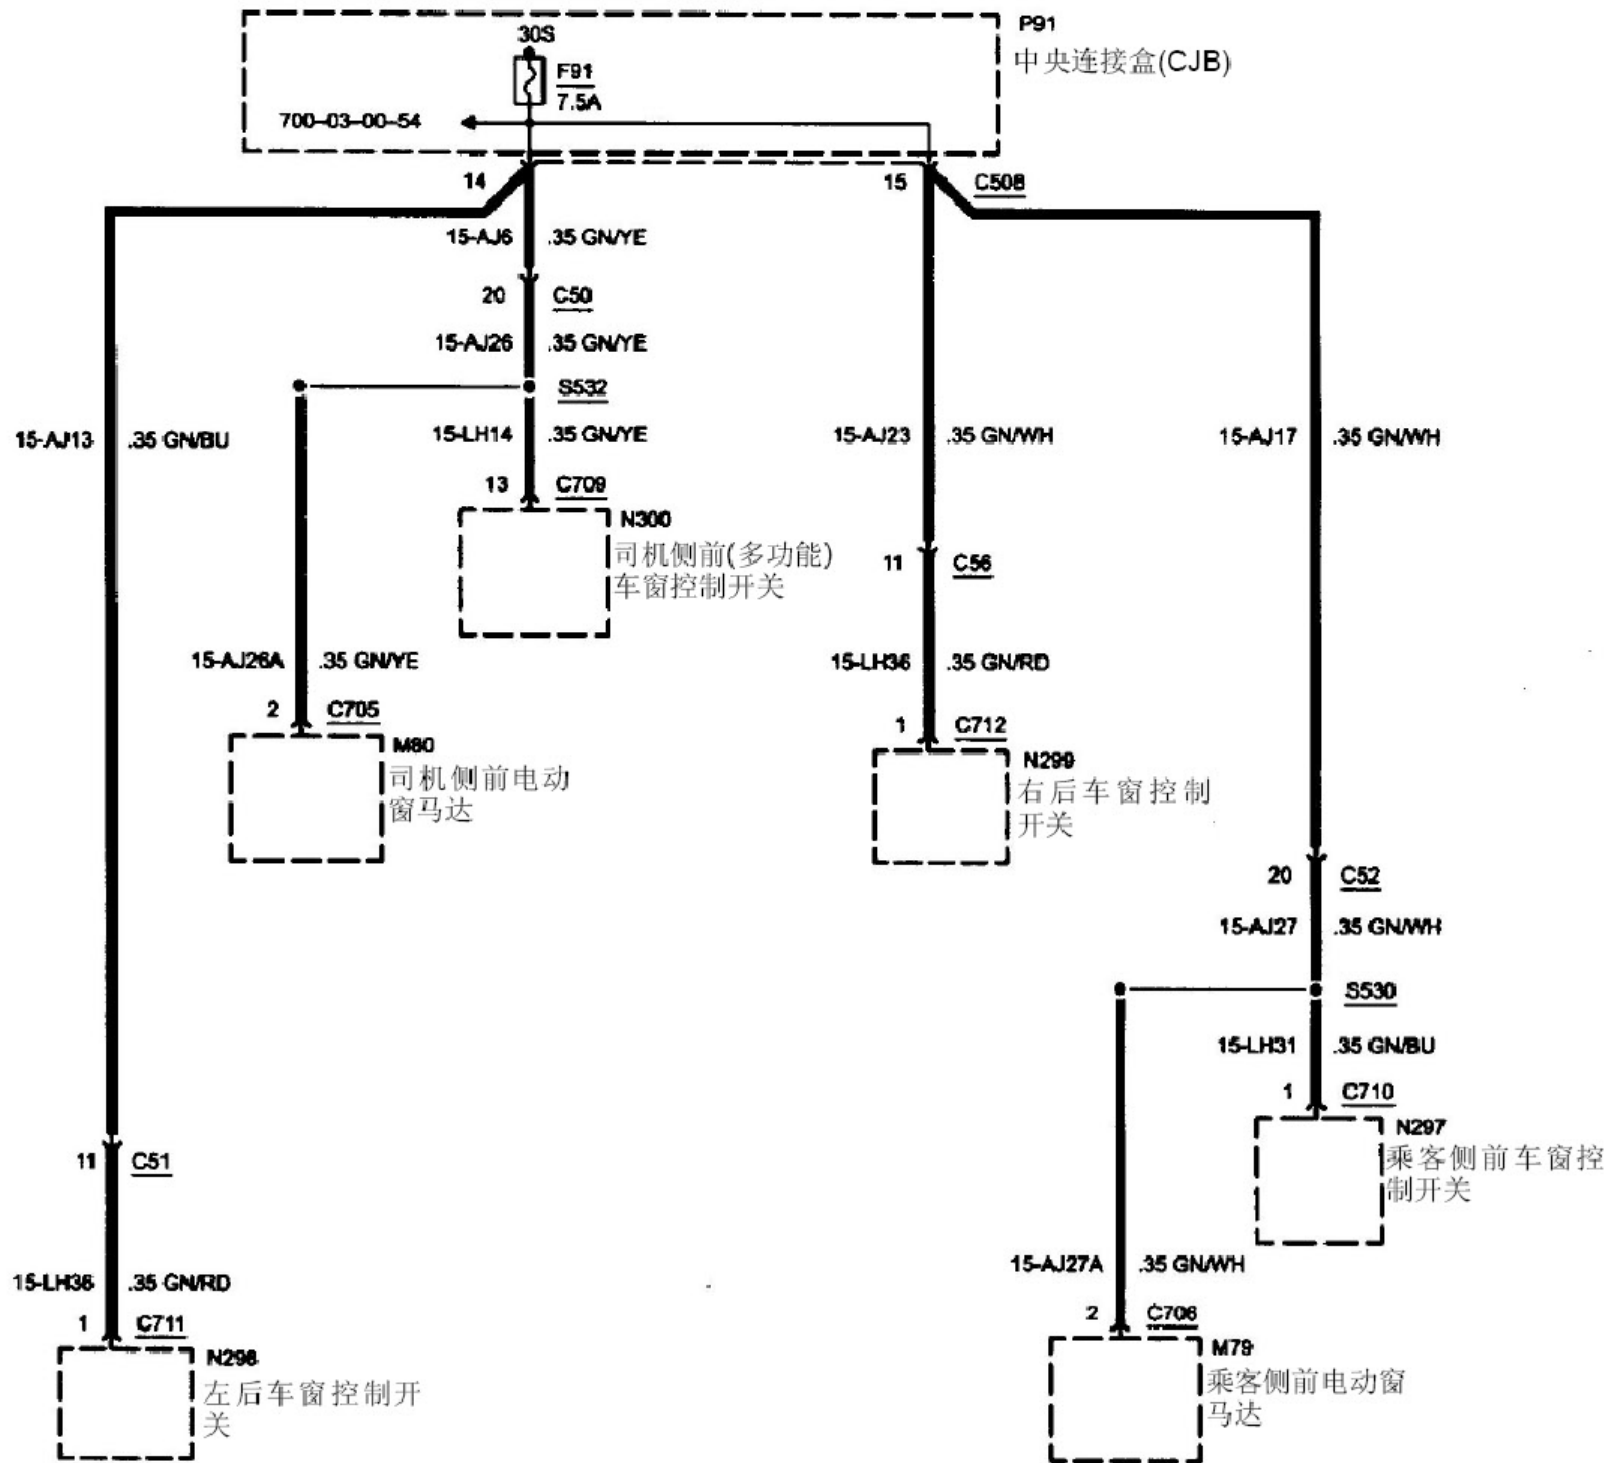 P91
中央连接盒(CJB)
30S
F91
7.5A
700-03-00-54
14
15
C508
15-AJ6 .35 GN/YE
20 C50
15-AJ26 .35 GN/YE
S532
15-AJ13 .35 GN/BU
15-LH14 .35 GN/YE
15-AJ23 .35 GN/WH
15-AJ17 .35 GN/WH
13 C709
N300
司机侧前(多功能)
车窗控制开关
11 C56
15-AJ26A .35 GN/YE
15-LH36 .35 GN/RD
2 C705
1 C712
M80
司机侧前电动
窗马达
N299
右后车窗控制
开关
20 C52
15-AJ27 .35 GN/WH
S530
15-LH31 .35 GN/BU
1 C710
N297
乘客侧前车窗控
制开关
11 C51
15-AJ27A .35 GN/WH
15-LH36 .35 GN/RD
2 C706
1 C711
M79
乘客侧前电动窗
马达
N298
左后车窗控制开
关